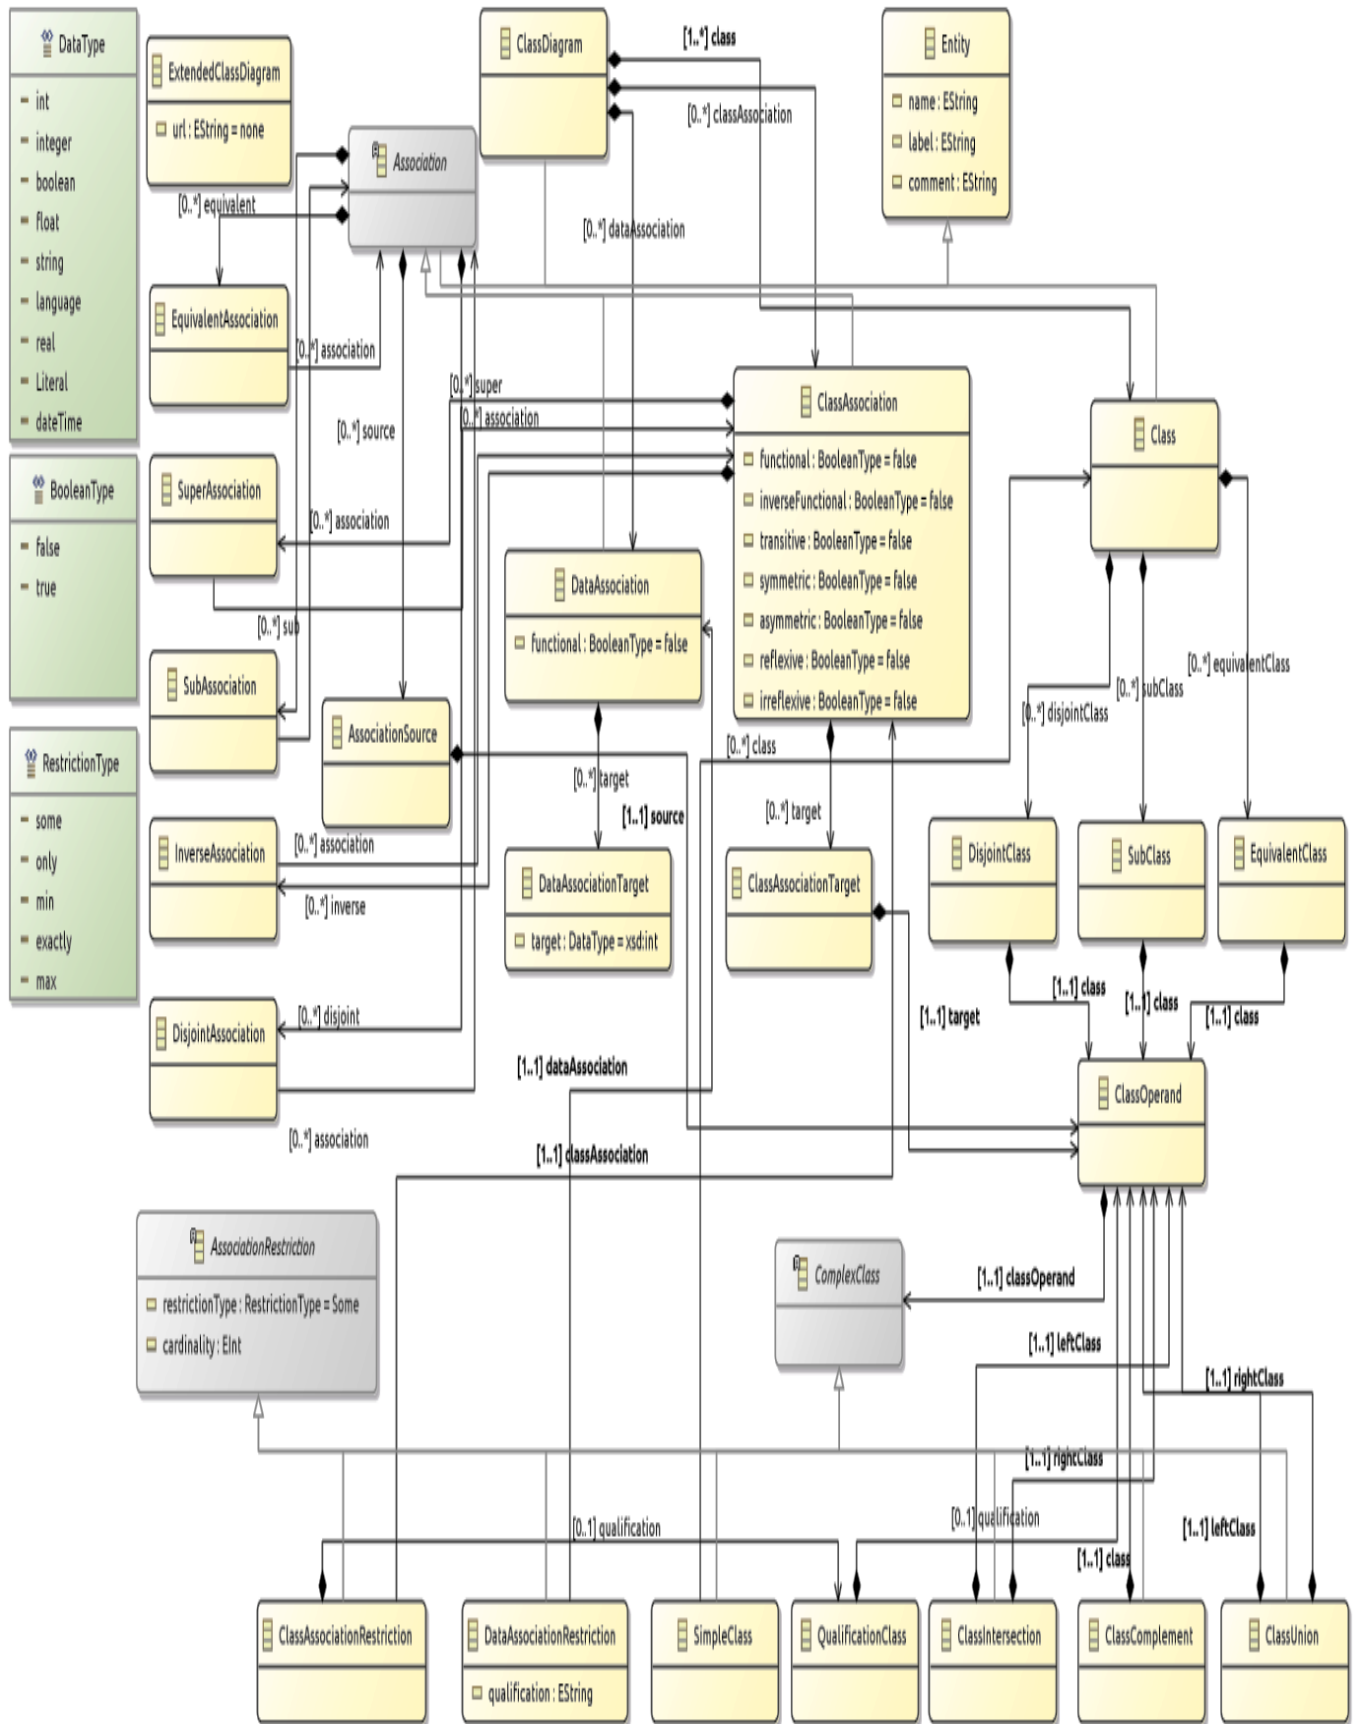 DataType
int
integer
boolean
float
string
language
real
Literal
dateTime
BooleanType
false
true
RestrictionType
some
only
min
exactly
max
ExtendedClassDiagram
url : EString = none
Association
ClassDiagram
[1..*] class
[0..*] classAssociation
[0..*] dataAssociation
Entity
name : EString
label : EString
comment : EString
[0..*] equivalent
EquivalentAssociation
[0..*] association
[0..*] source
[0..*] super
[0..*] association
SuperAssociation
[0..*] association
[0..*] sub
SubAssociation
AssociationSource
InverseAssociation
[0..*] association
[0..*] inverse
DisjointAssociation
[0..*] disjoint
[0..*] association
ClassAssociation
functional : BooleanType = false
inverseFunctional : BooleanType = false
transitive : BooleanType = false
symmetric : BooleanType = false
asymmetric : BooleanType = false
reflexive : BooleanType = false
irreflexive : BooleanType = false
DataAssociation
functional : BooleanType = false
[0..*] target
[1..1] source
DataAssociationTarget
target : DataType = xsd:int
[0..*] class
[0..*] target
ClassAssociationTarget
[1..1] target
Class
[0..*] equivalentClass
[0..*] subClass
[0..*] disjointClass
DisjointClass
SubClass
EquivalentClass
[1..1] class
[1..1] class
[1..1] class
ClassOperand
[1..1] dataAssociation
[1..1] classAssociation
AssociationRestriction
restrictionType : RestrictionType = Some
cardinality : EInt
ComplexClass
[1..1] classOperand
[1..1] leftClass
[1..1] rightClass
[1..1] rightClass
[0..1] qualification
[0..1] qualification
[1..1] leftClass
[1..1] class
ClassAssociationRestriction
DataAssociationRestriction
qualification : EString
SimpleClass
QualificationClass
ClassIntersection
ClassComplement
ClassUnion